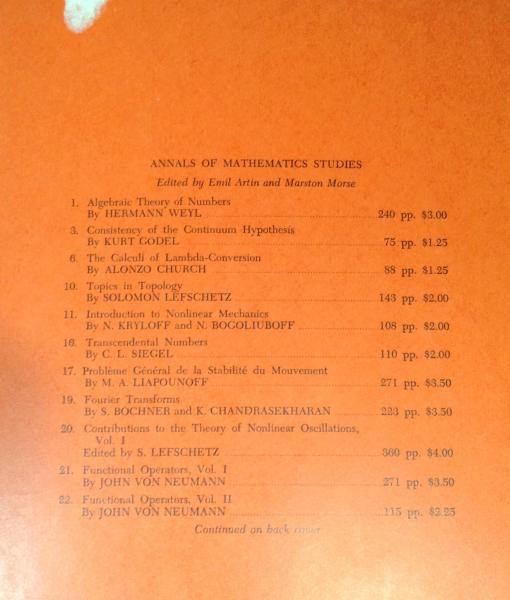 ANNALS OF MATHEMATICS STUDIES
Edited by Emil Artin and Marston Morse
1. Algebraic Theory of Numbers
By HERMANN WEYL 240 pp. $3.00
3. Consistency of the Continuum Hypothesis
By KURT GODEL 75 pp. $1.25
6. The Calculi of Lambda-Conversion
By ALONZO CHURCH 88 pp. $1.25
10. Topics in Topology
By SOLOMON LEFSCHETZ 143 pp. $2.00
11. Introduction to Nonlinear Mechanics
By N. KRYLOFF and N. BOGOLIUBOFF 108 pp. $2.00
16. Transcendental Numbers
By C. L. SIEGEL 110 pp. $2.00
17. Problème Général de la Stabilité du Mouvement
By M. A. LIAPOUNOFF 271 pp. $3.50
19. Fourier Transforms
By S. BOCHNER and K. CHANDRASEKHARAN 223 pp. $3.50
20. Contributions to the Theory of Nonlinear Oscillations,
Vol. I
Edited by S. LEFSCHETZ 360 pp. $4.00
21. Functional Operators, Vol. I
By JOHN VON NEUMANN 271 pp. $3.50
22. Functional Operators, Vol. II
By JOHN VON NEUMANN 115 pp. $2.25
Continued on back cover